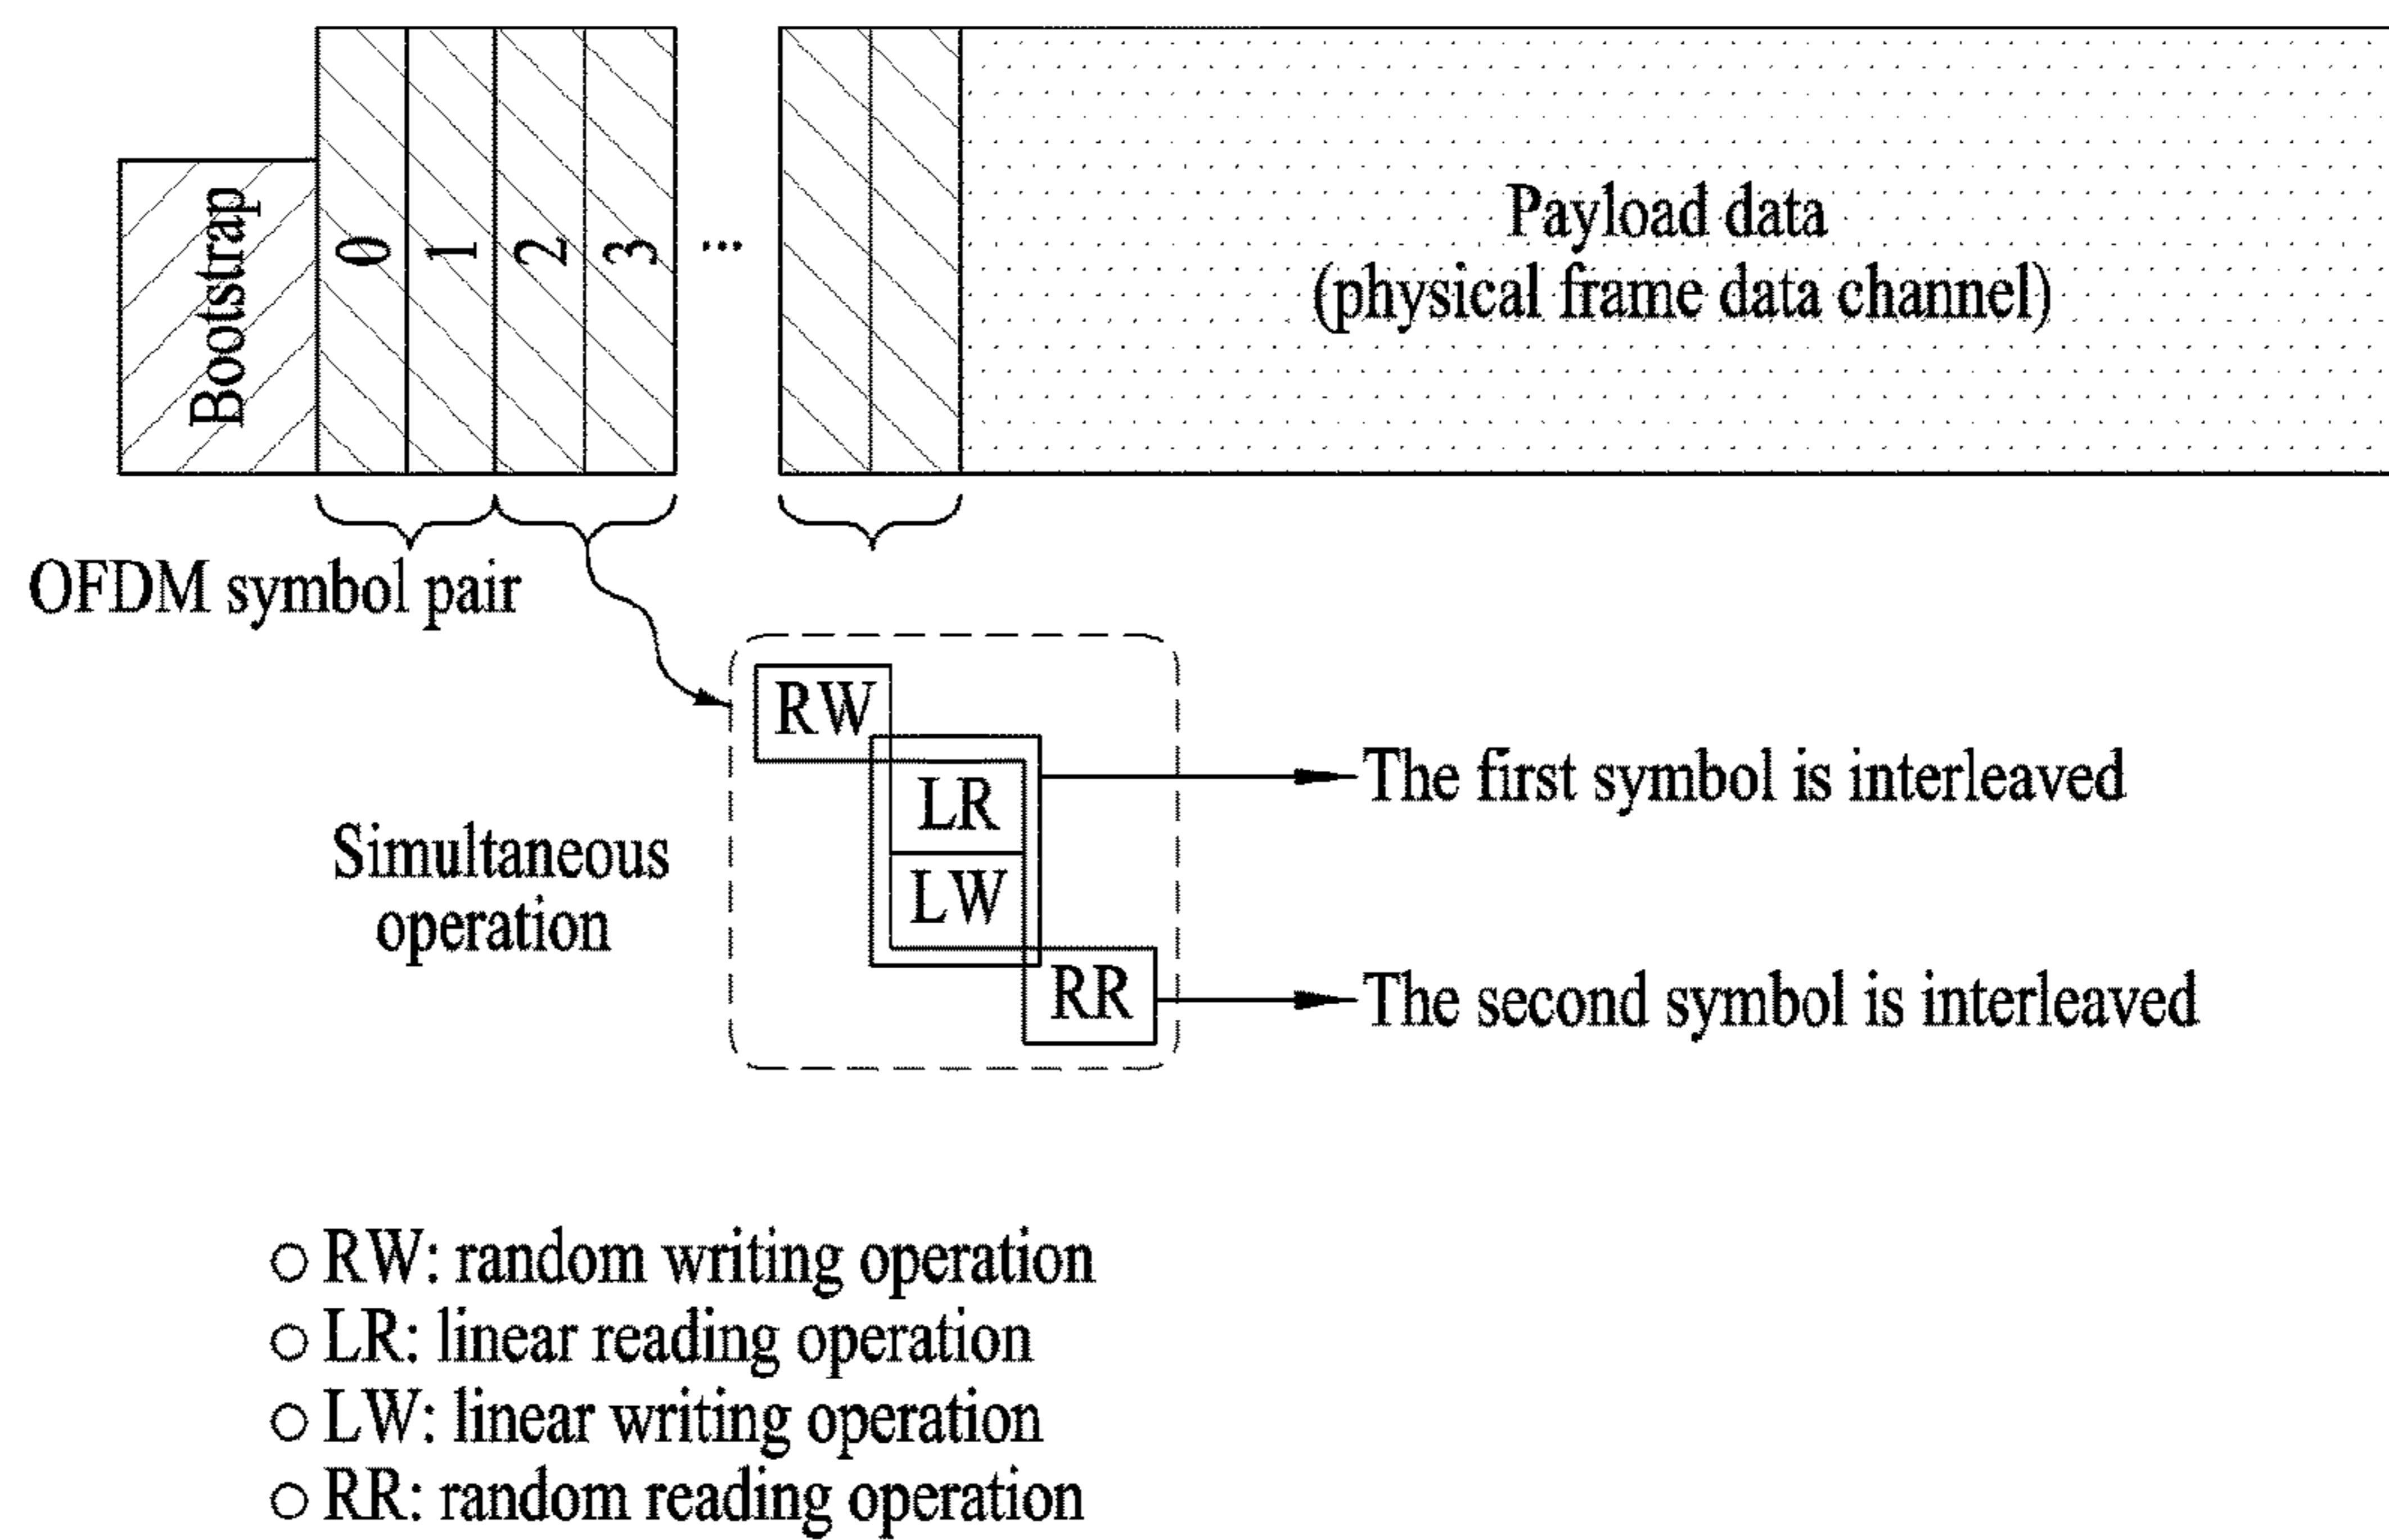 Bootstrap
0
1
2
3
...
Payload data
(physical frame data channel)
OFDM symbol pair
RW
LR
LW
RR
The first symbol is interleaved
Simultaneous
operation
The second symbol is interleaved
○ RW: random writing operation
○ LR: linear reading operation
○ LW: linear writing operation
○ RR: random reading operation